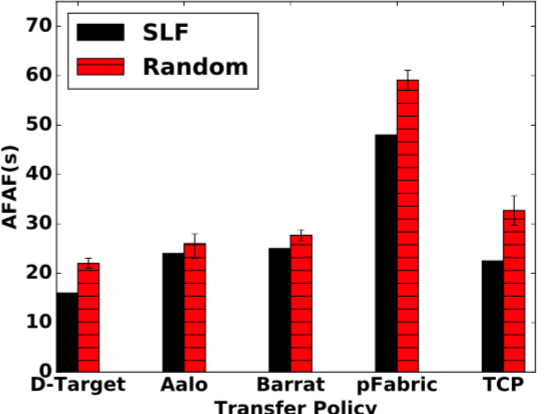 70
60
50
40
30
20
10
0
AFAF(s)
SLF
Random
D-Target Aalo Barrat pFabric TCP
Transfer Policy